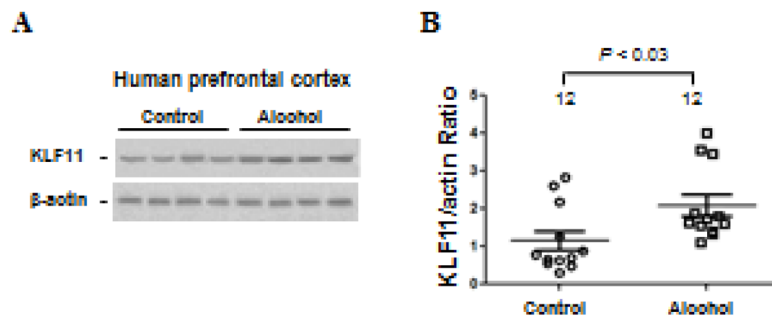 A
Human prefrontal cortex
Control Alcohol
KLF11 -
β-actin -
B
P < 0.03
12 12
KLF11/actin Ratio
5
4
3
2
1
0
Control Alcohol